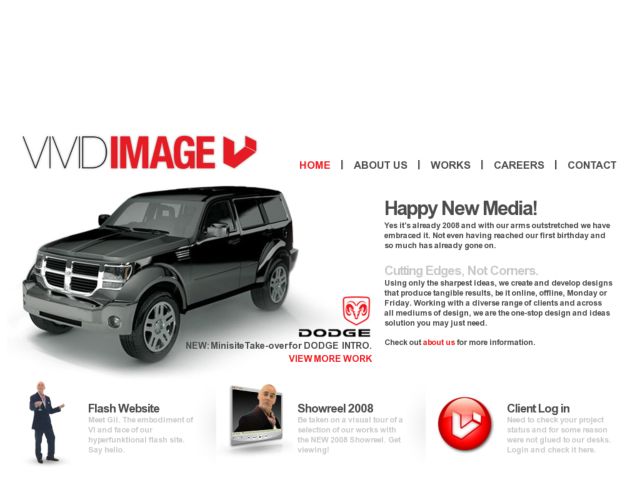 VIVIDIMAGE
HOME | ABOUT US | WORKS | CAREERS | CONTACT
Happy New Media!
Yes it's already 2008 and with our arms outstretched we have
embraced it. Not even having reached our first birthday and
so much has already gone on.
Cutting Edges, Not Corners.
Using only the sharpest ideas, we create and develop designs
that produce tangible results, be it online, offline, Monday or
Friday. Working with a diverse range of clients and across
all mediums of design, we are the one-stop design and ideas
solution you may just need.
Check out about us for more information.
DODGE
NEW: Minisite Take-over for DODGE INTRO.
VIEW MORE WORK
Flash Website
Meet Gil. The embodiment of
VI and face of our
hyperfunktional flash site.
Say hello.
Showreel 2008
Be taken on a visual tour of a
selection of our works with
the NEW 2008 Showreel. Get
viewing!
Client Log in
Need to check your project
status and for some reason
were not glued to our desks.
Login and check it here.